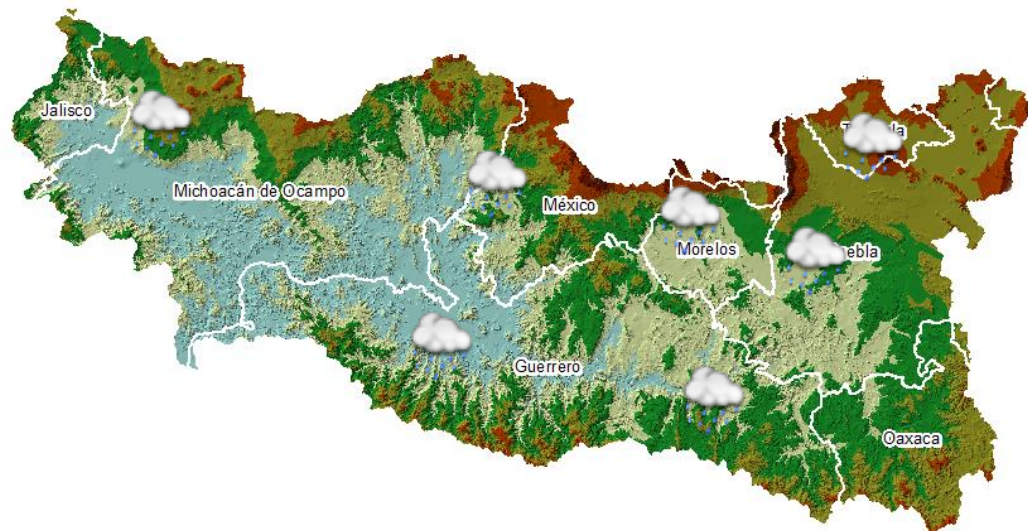 Jalisco
Michoacán de Ocampo
México
Morelos
Guerrero
Oaxaca